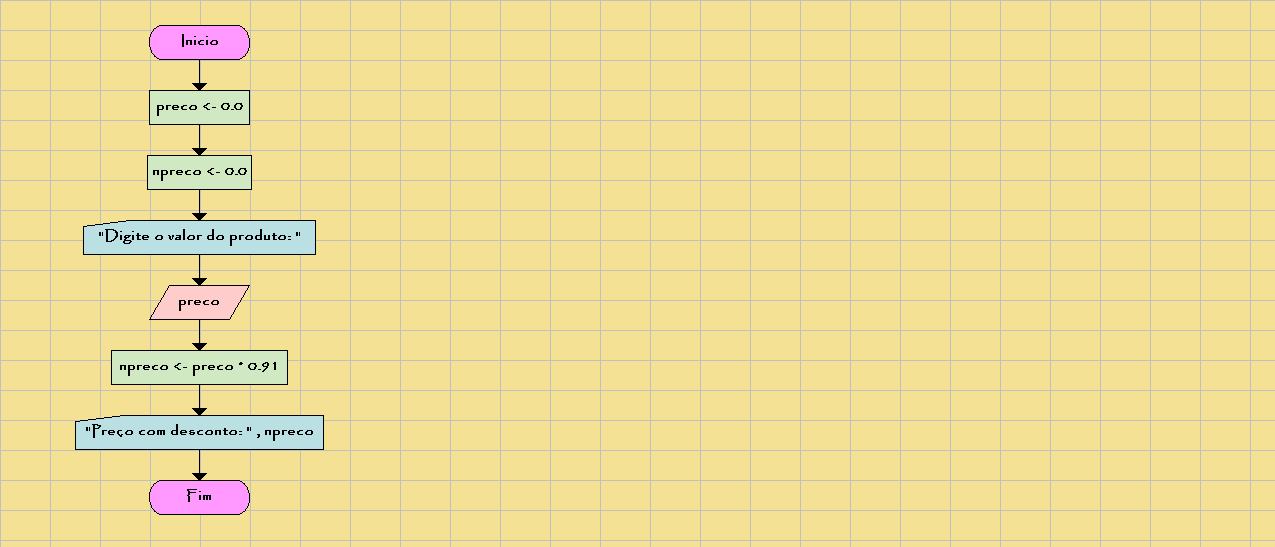 Inicio
preco <- 0.0
npreco <- 0.0
"Digite o valor do produto: "
preco
npreco <- preco * 0.91
"Preço com desconto: " , npreco
Fim